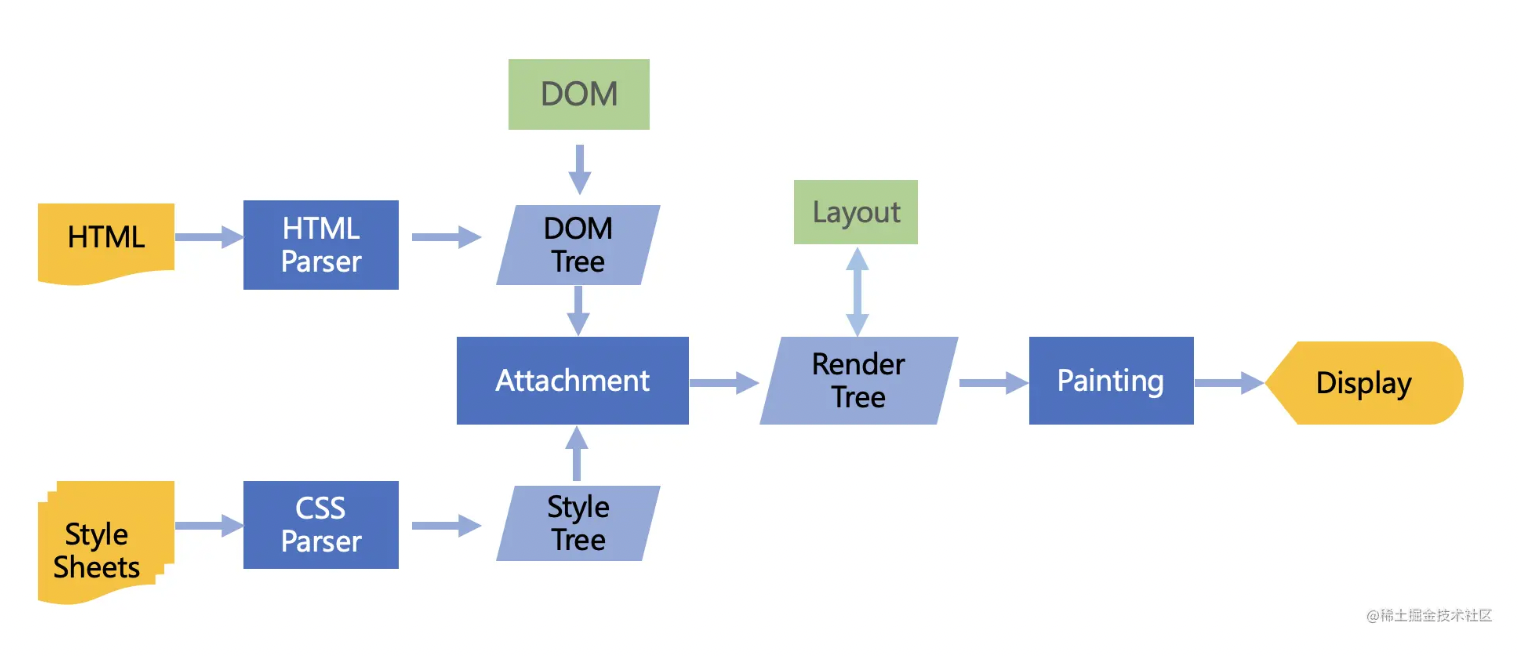 DOM
HTML
HTML
Parser
DOM
Tree
Layout
Attachment
Render
Tree
Painting
Display
Style
Sheets
CSS
Parser
Style
Tree
@稀土掘金技术社区